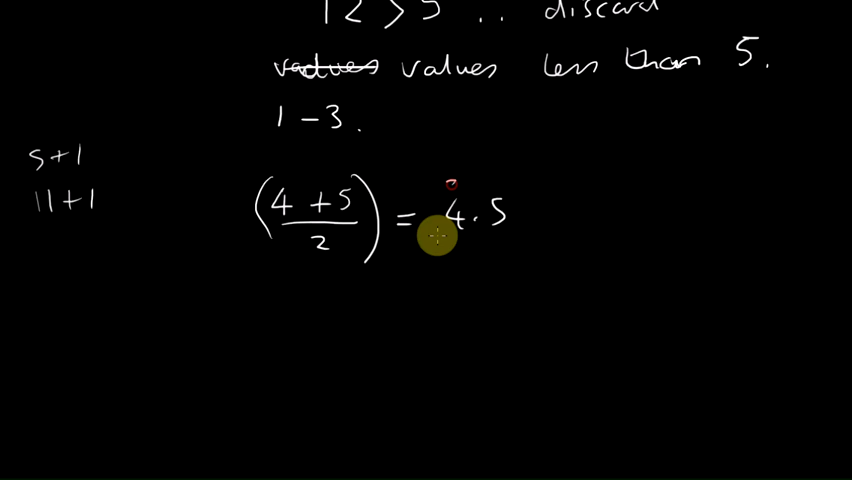 12 > 5 .. discard
values values less than 5.
1 - 3.
5+1
11+1
(4 + 5 / 2) = 4.5